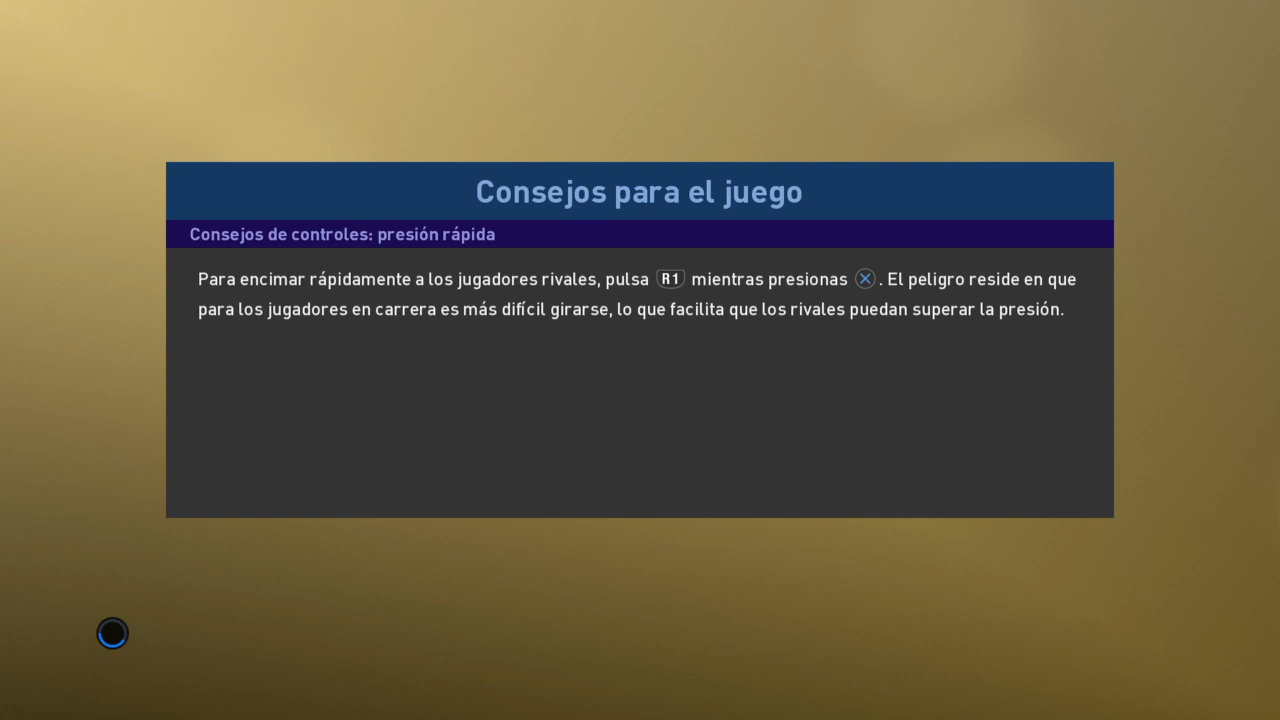 Consejos para el juego
Consejos de controles: presión rápida
Para encimar rápidamente a los jugadores rivales, pulsa R1 mientras presionas ✕. El peligro reside en que
para los jugadores en carrera es más difícil girarse, lo que facilita que los rivales puedan superar la presión.